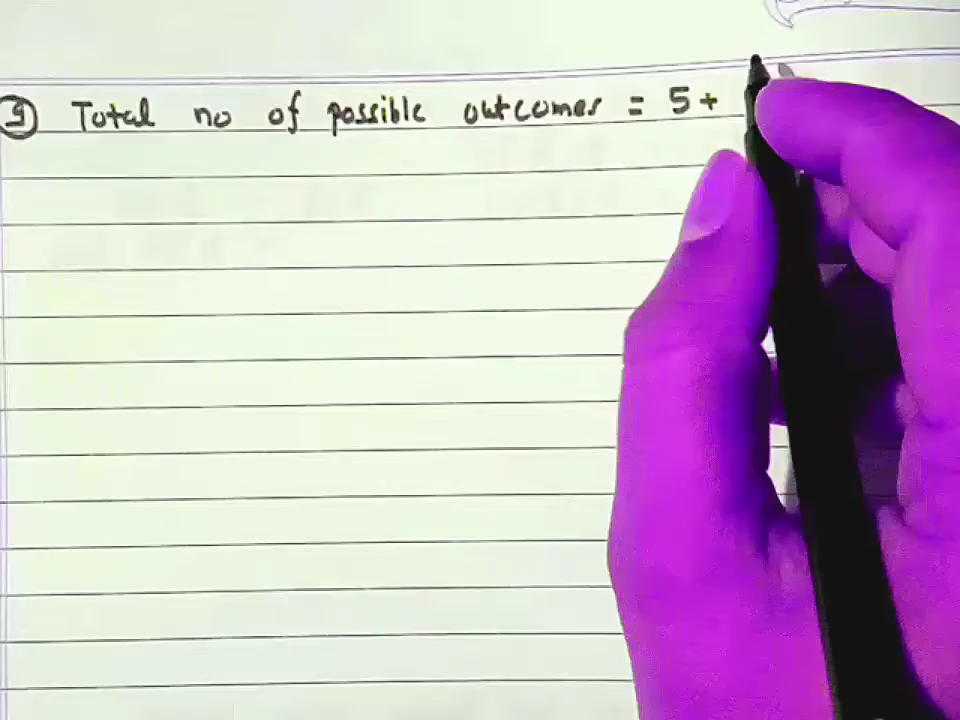 9 Total no of possible outcomes = 5 +